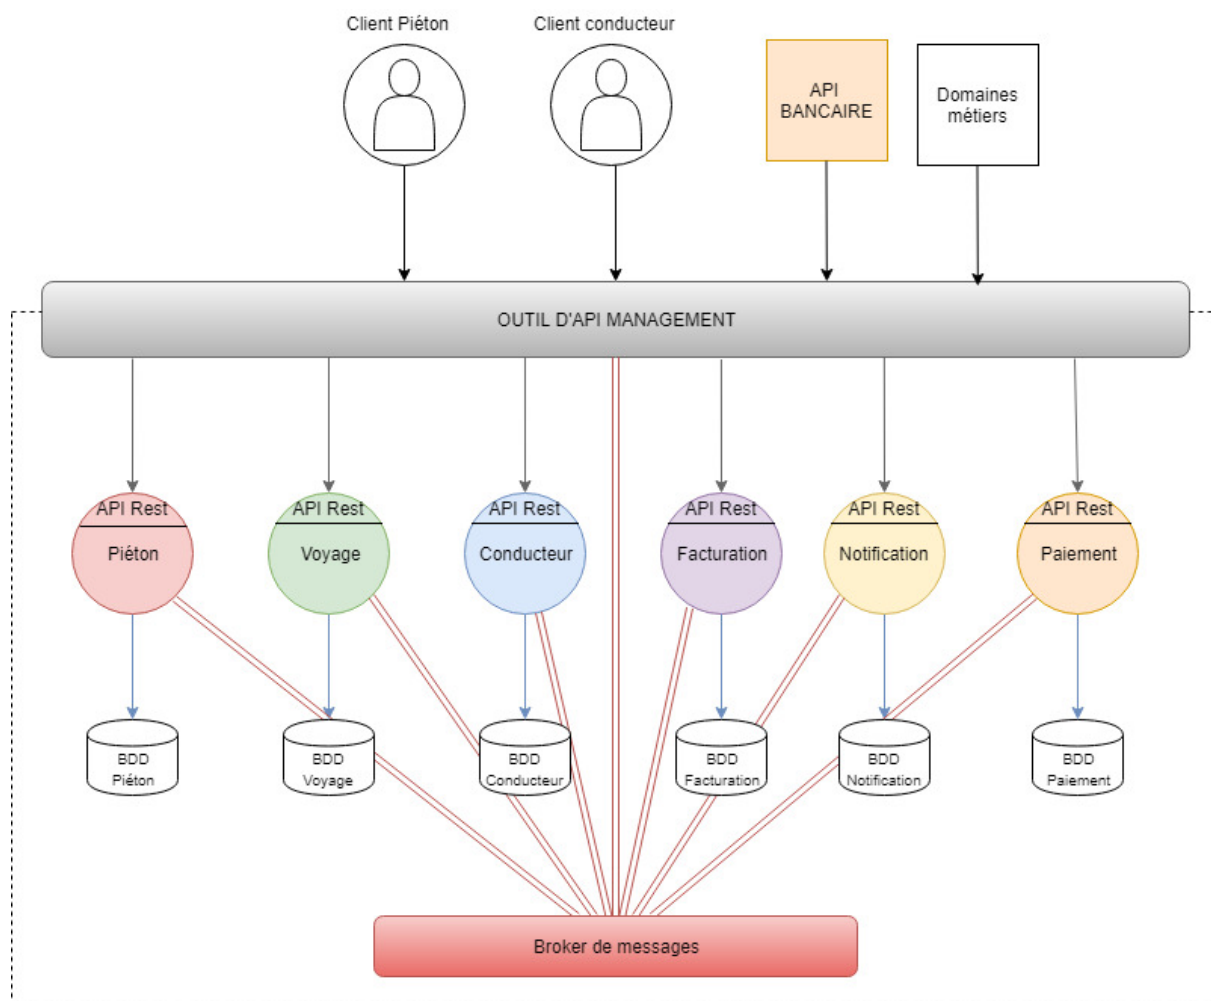 Client Piéton
Client conducteur
API
BANCAIRE
Domaines
métiers
OUTIL D'API MANAGEMENT
API Rest
Piéton
API Rest
Voyage
API Rest
Conducteur
API Rest
Facturation
API Rest
Notification
API Rest
Paiement
BDD
Piéton
BDD
Voyage
BDD
Conducteur
BDD
Facturation
BDD
Notification
BDD
Paiement
Broker de messages